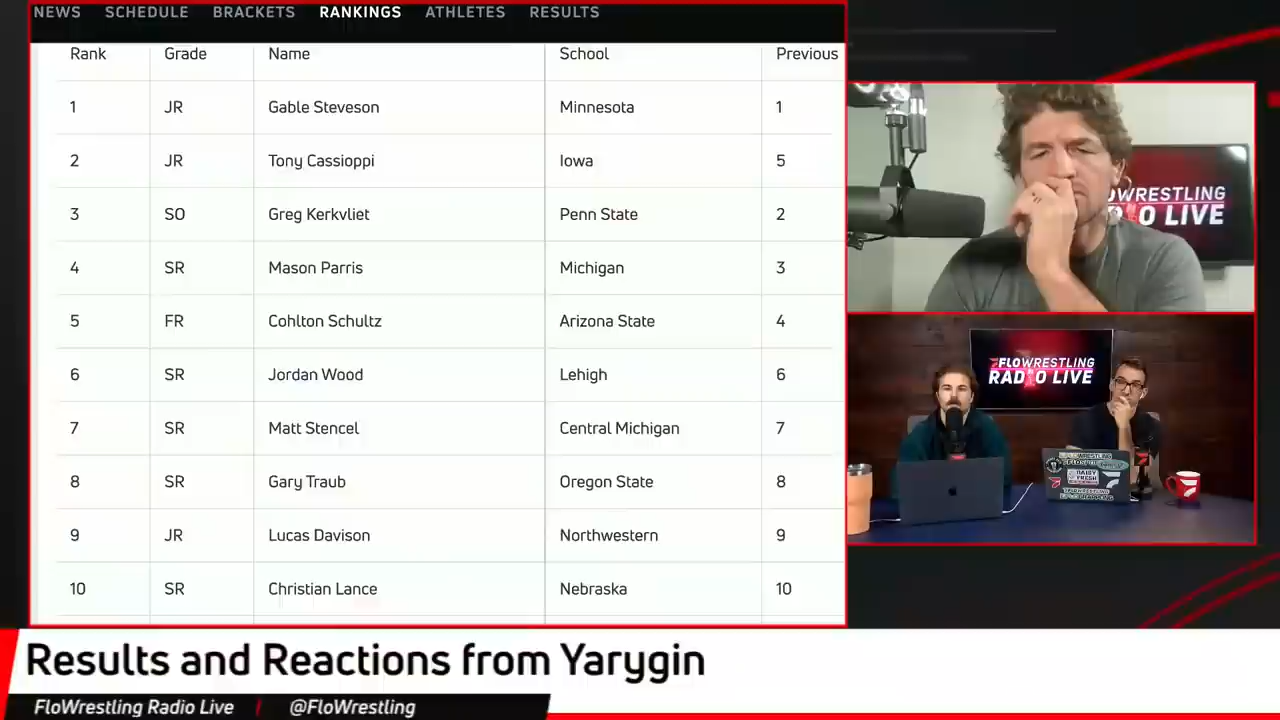 NEWS SCHEDULE BRACKETS RANKINGS ATHLETES RESULTS
Rank Grade Name School Previous
1 JR Gable Steveson Minnesota 1
2 JR Tony Cassioppi Iowa 5
3 SO Greg Kerkvliet Penn State 2
4 SR Mason Parris Michigan 3
5 FR Cohlton Schultz Arizona State 4
6 SR Jordan Wood Lehigh 6
7 SR Matt Stencel Central Michigan 7
8 SR Gary Traub Oregon State 8
9 JR Lucas Davison Northwestern 9
10 SR Christian Lance Nebraska 10
OWRESTLING
O LIVE
FLOWRESTLING
RADIO LIVE
Results and Reactions from Yarygin
FloWrestling Radio Live | @FloWrestling